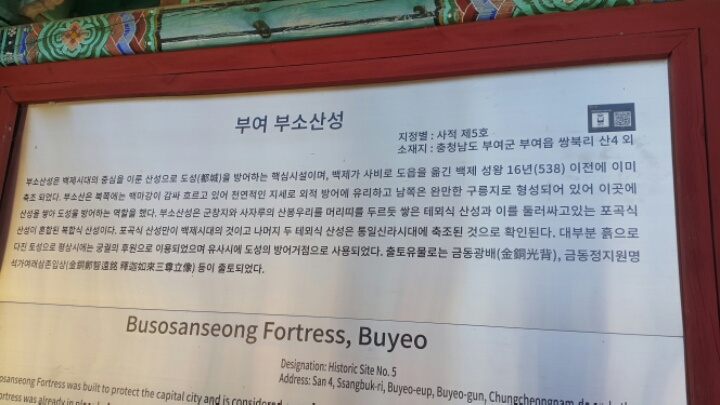 부여 부소산성
지정별 : 사적 제5호
소재지 : 충청남도 부여군 부여읍 쌍북리 산4 외
부소산성은 백제시대의 중심을 이룬 산성으로 도성(都城)을 방어하는 핵심시설이며, 백제가 사비로 도읍을 옮긴 백제 성왕 16년(538) 이전에 이미
축조 되었다. 부소산은 북쪽에는 백마강이 감싸 흐르고 있어 천연적인 지세로 외적 방어에 유리하고 남쪽은 완만한 구릉지로 형성되어 있어 이곳에
산성을 쌓아 도성을 방어하는 역할을 했다. 부소산성은 군창지와 사자루의 산봉우리를 머리띠를 두르듯 쌓은 테뫼식 산성과 이를 둘러싸고있는 포곡식
산성이 혼합된 복합식 산성이다. 포곡식 산성만이 백제시대의 것이고 나머지 두 테뫼식 산성은 통일신라시대에 축조된 것으로 확인된다. 대부분 흙으로
다진 토성으로 평상시에는 궁궐의 후원으로 이용되었으며 유사시에 도성의 방어거점으로 사용되었다. 출토유물로는 금동광배(金銅光背), 금동정지원명
석가여래삼존입상(金銅鄭智遠銘 釋迦如來三尊立像) 등이 출토되었다.
Busosanseong Fortress, Buyeo
Designation: Historic Site No. 5
Address: San 4, Ssangbuk-ri, Buyeo-eup, Buyeo-gun,
Fortress was built to protect the capital city and is
fortress was already in